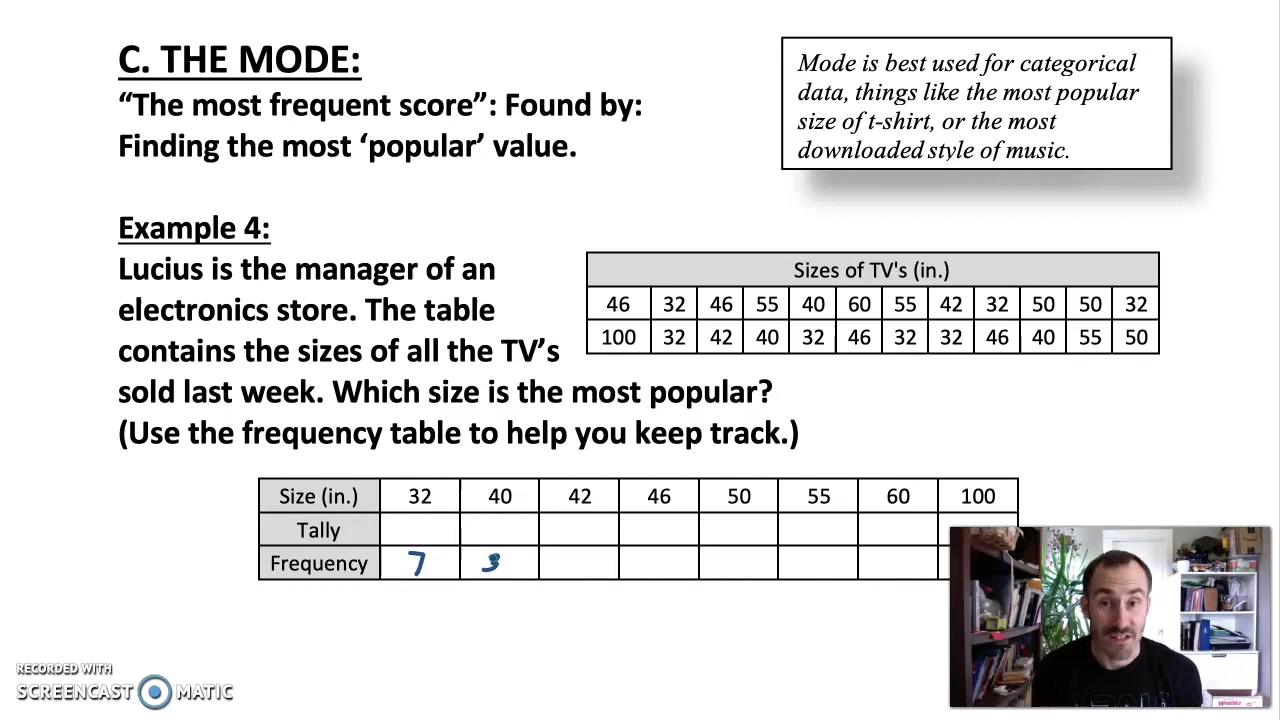 C. THE MODE:
“The most frequent score”: Found by:
Finding the most ‘popular’ value.
Mode is best used for categorical
data, things like the most popular
size of t-shirt, or the most
downloaded style of music.
Example 4:
Lucius is the manager of an
electronics store. The table
contains the sizes of all the TV’s
sold last week. Which size is the most popular?
(Use the frequency table to help you keep track.)
Sizes of TV's (in.)
46 32 46 55 40 60 55 42 32 50 50 32
100 32 42 40 32 46 32 32 46 40 55 50
Size (in.) 32 40 42 46 50 55 60 100
Tally
Frequency 7 3
RECORDED WITH
SCREENCAST MATIC